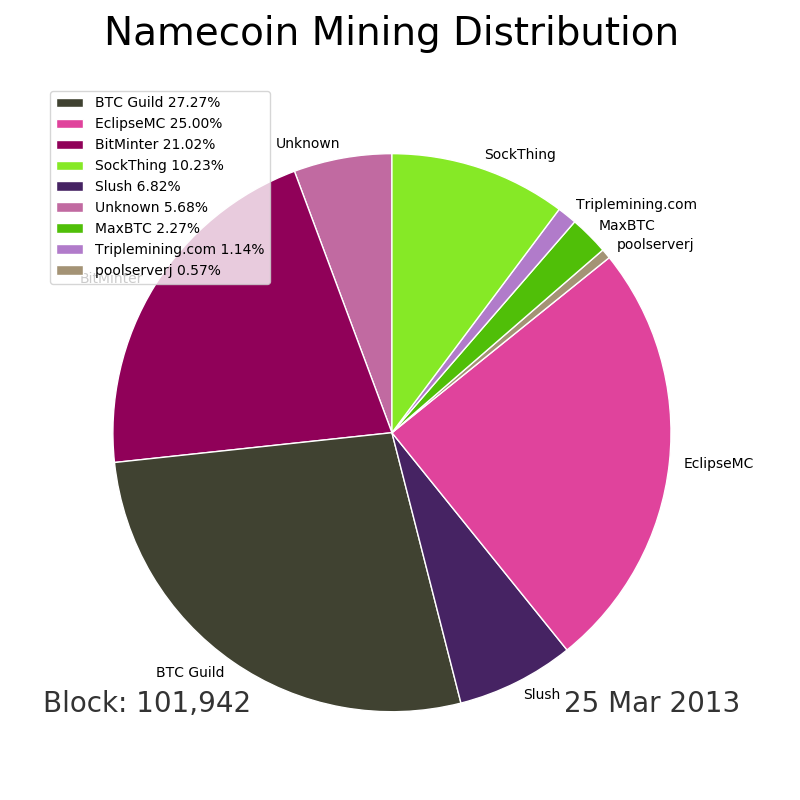 Namecoin Mining Distribution
BTC Guild 27.27%
EclipseMC 25.00%
BitMinter 21.02%
SockThing 10.23%
Slush 6.82%
Unknown 5.68%
MaxBTC 2.27%
Triplemining.com 1.14%
poolserverj 0.57%
Unknown
SockThing
Triplemining.com
MaxBTC
poolserverj
BitMinter
EclipseMC
BTC Guild
Slush
Block: 101,942
25 Mar 2013